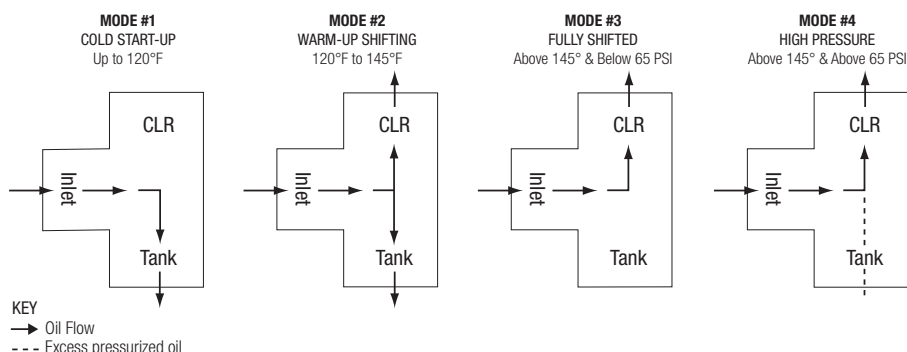 MODE #1
COLD START-UP
Up to 120°F
CLR
Inlet
Tank
MODE #2
WARM-UP SHIFTING
120°F to 145°F
CLR
Inlet
Tank
MODE #3
FULLY SHIFTED
Above 145° & Below 65 PSI
CLR
Inlet
Tank
MODE #4
HIGH PRESSURE
Above 145° & Above 65 PSI
CLR
Inlet
Tank
KEY
Oil Flow
Excess pressurized oil